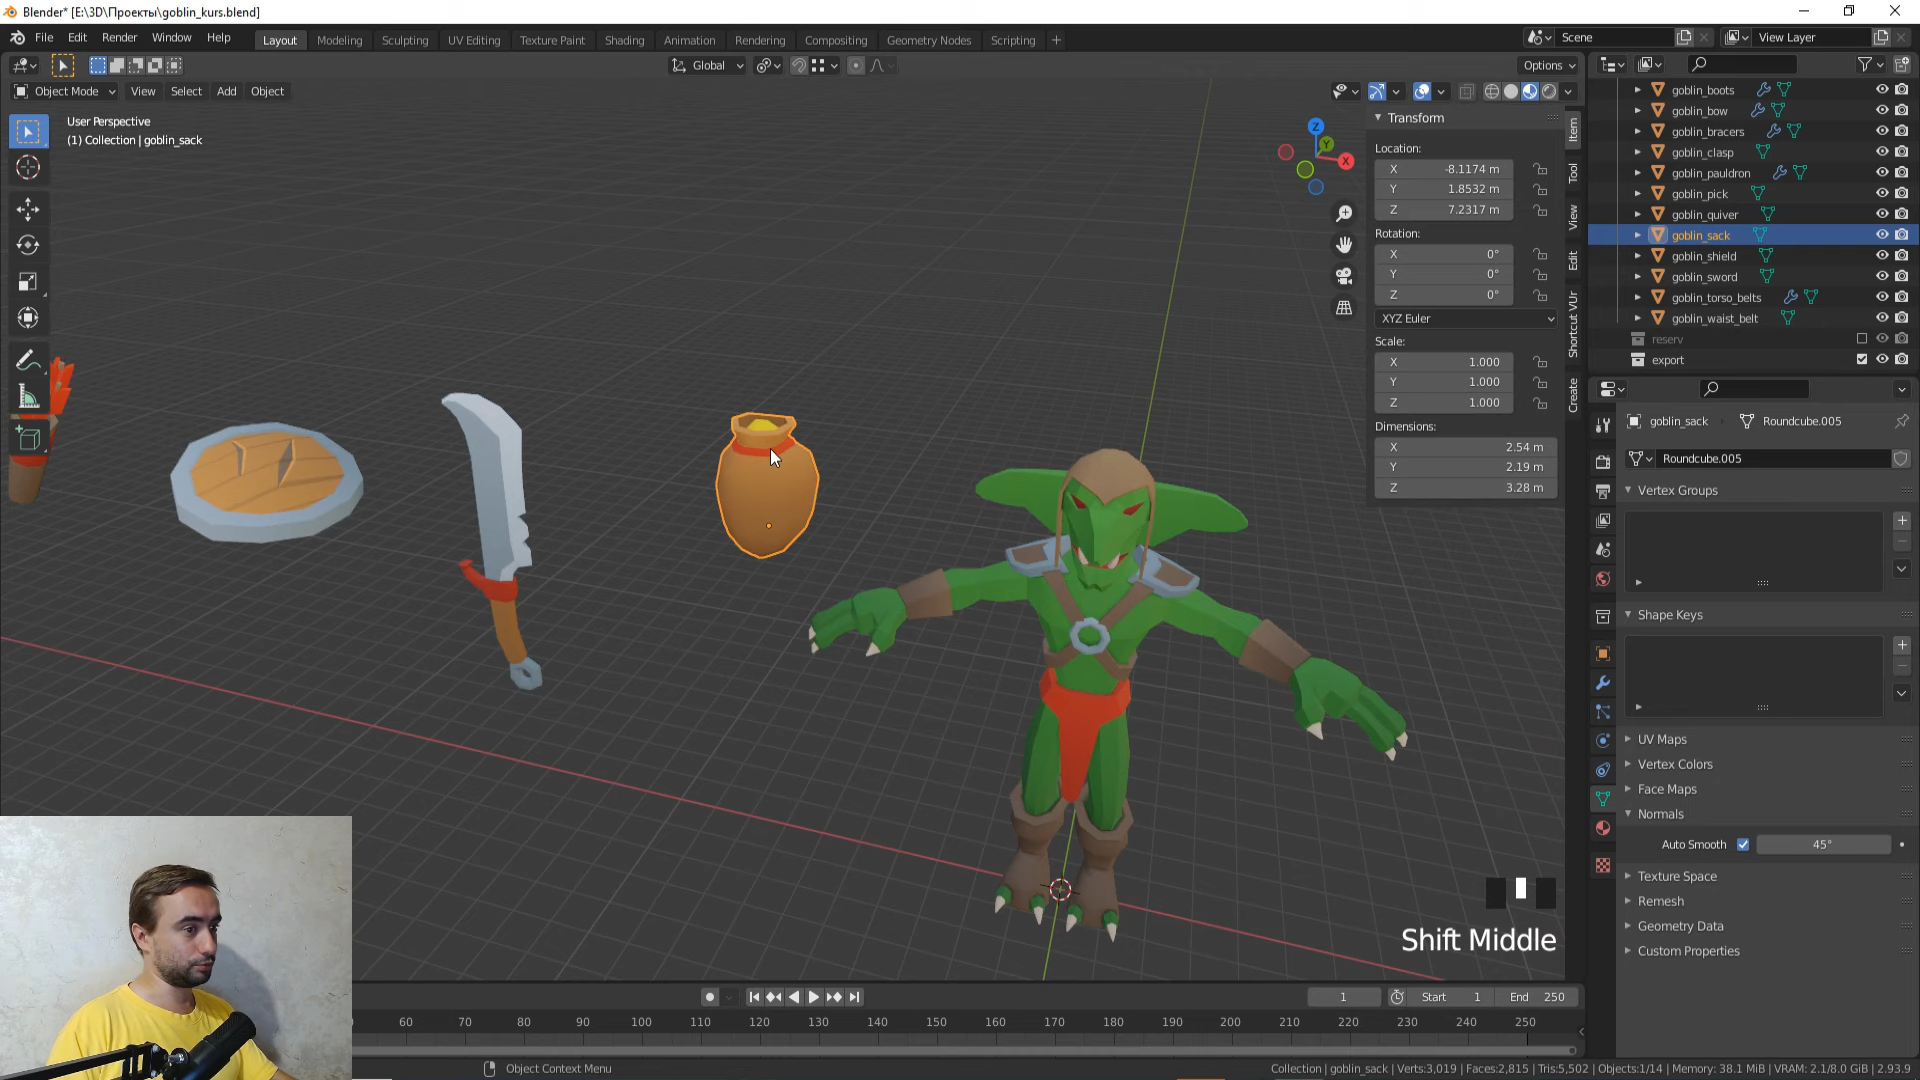 Blender* [E:\3D\Проекты\goblin_kurs.blend]
File Edit Render Window Help
Layout Modeling Sculpting UV Editing Texture Paint Shading Animation Rendering Compositing Geometry Nodes Scripting +
Scene
View Layer
Global
Options
Object Mode View Select Add Object
User Perspective
(1) Collection | goblin_sack
Z
Y
X
Transform
Location:
X -8.1174 m
Y 1.8532 m
Z 7.2317 m
Rotation:
X 0°
Y 0°
Z 0°
XYZ Euler
Scale:
X 1.000
Y 1.000
Z 1.000
Dimensions:
X 2.54 m
Y 2.19 m
Z 3.28 m
Item
Tool
View
Edit
Shortcut VUr
Create
goblin_boots
goblin_bow
goblin_bracers
goblin_clasp
goblin_pauldron
goblin_pick
goblin_quiver
goblin_sack
goblin_shield
goblin_sword
goblin_torso_belts
goblin_waist_belt
reserv
export
goblin_sack
Roundcube.005
Roundcube.005
Vertex Groups
Shape Keys
UV Maps
Vertex Colors
Face Maps
Normals
Auto Smooth 45°
Texture Space
Remesh
Geometry Data
Custom Properties
Shift Middle
1 Start 1 End 250
60 70 80 90 100 110 120 130 140 150 160 170 180 190 200 210 220 230 240 250
Object Context Menu
Collection | goblin_sack | Verts:3,019 | Faces:2,815 | Tris:5,502 | Objects:1/14 | Memory: 38.1 MiB | VRAM: 2.1/8.0 GiB | 2.93.9